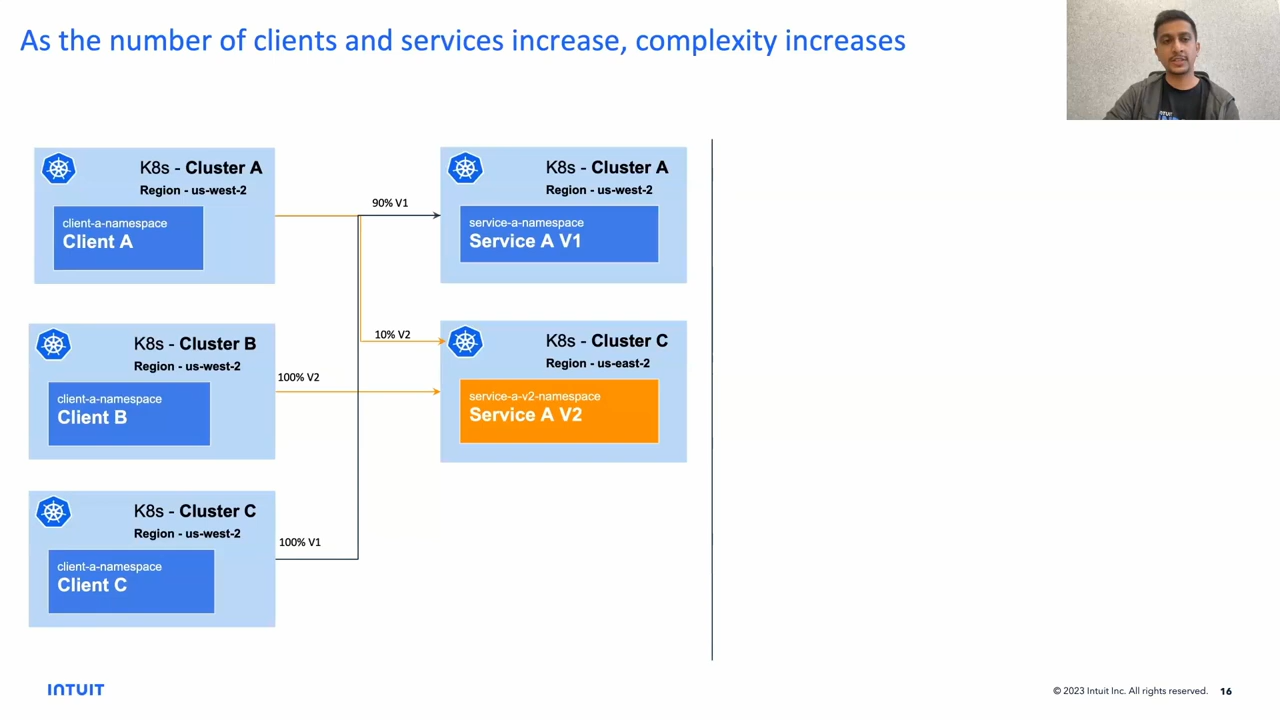 As the number of clients and services increase, complexity increases
K8s - Cluster A
Region - us-west-2
client-a-namespace
Client A
90% V1
K8s - Cluster A
Region - us-west-2
service-a-namespace
Service A V1
10% V2
K8s - Cluster B
Region - us-west-2
client-a-namespace
Client B
100% V2
K8s - Cluster C
Region - us-east-2
service-a-v2-namespace
Service A V2
K8s - Cluster C
Region - us-west-2
client-a-namespace
Client C
100% V1
INTUIT
© 2023 Intuit Inc. All rights reserved. 16